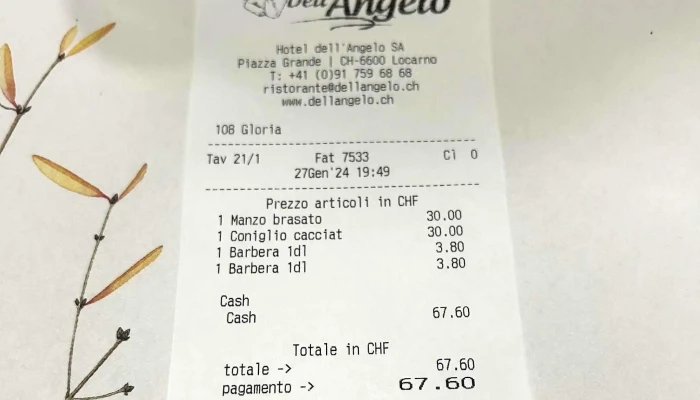 Dell'Angelo
Hotel dell'Angelo SA
Piazza Grande | CH-6600 Locarno
T: +41 (0)91 759 68 68
ristorante@dellangelo.ch
www.dellangelo.ch
108 Gloria
Tav 21/1 Fat 7533 Cl 0
27Gen'24 19:49
Prezzo articoli in CHF
1 Manzo brasato 30.00
1 Coniglio cacciat 30.00
1 Barbera 1dl 3.80
1 Barbera 1dl 3.80
Cash
Cash 67.60
Totale in CHF
totale -> 67.60
pagamento -> 67.60